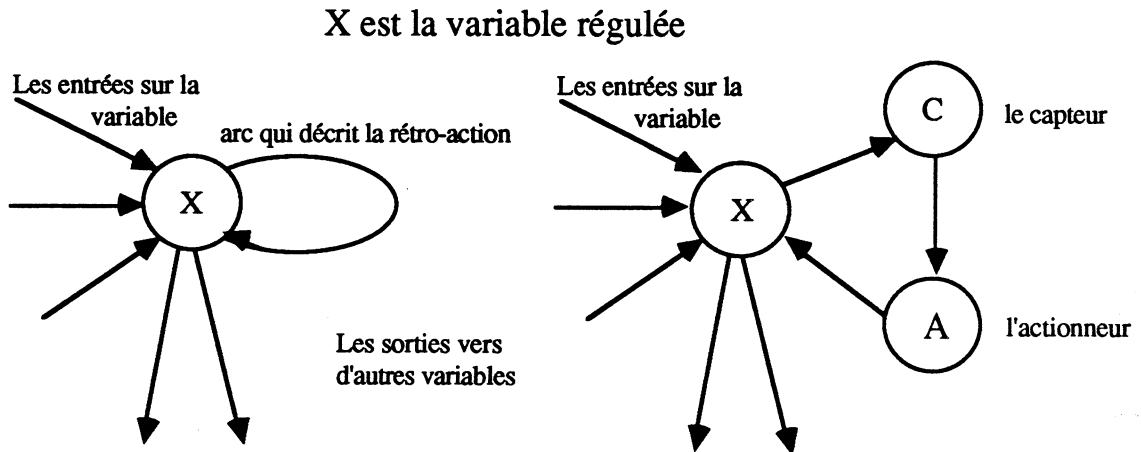 X est la variable régulée
Les entrées sur la
variable
arc qui décrit la rétro-action
X
Les sorties vers
d'autres variables
Les entrées sur la
variable
X
C
le capteur
A
l'actionneur